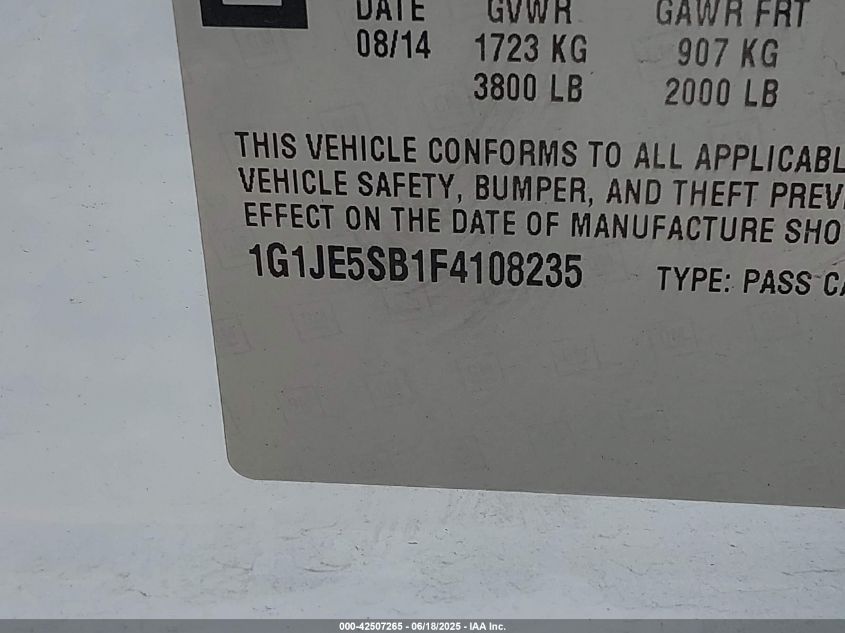 DATE GVWR GAWR FRT
08/14 1723 KG 907 KG
3800 LB 2000 LB
THIS VEHICLE CONFORMS TO ALL APPLICABL
VEHICLE SAFETY, BUMPER, AND THEFT PREV
EFFECT ON THE DATE OF MANUFACTURE SHO
1G1JE5SB1F4108235 TYPE: PASS CA
000-42507265 - 06/18/2025 - IAA Inc.